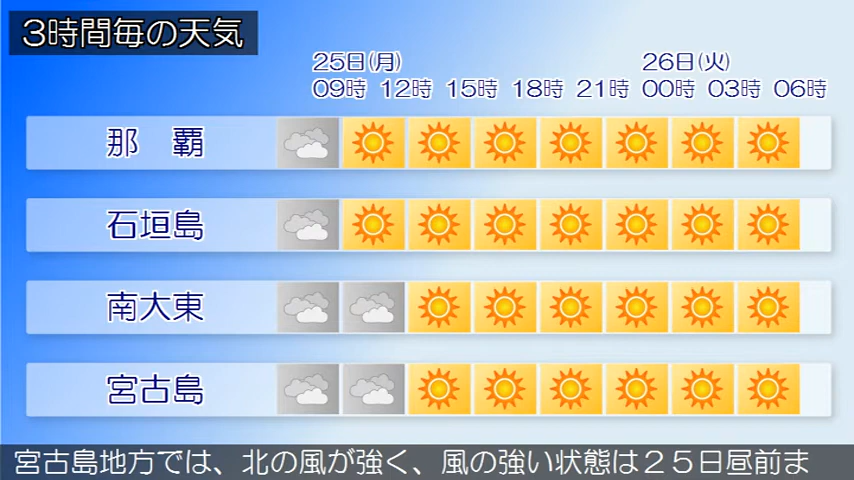 3時間毎の天気
25日(月) 26日(火)
09時 12時 15時 18時 21時 00時 03時 06時
那　覇
石垣島
南大東
宮古島
宮古島地方では、北の風が強く、風の強い状態は２５日昼前ま